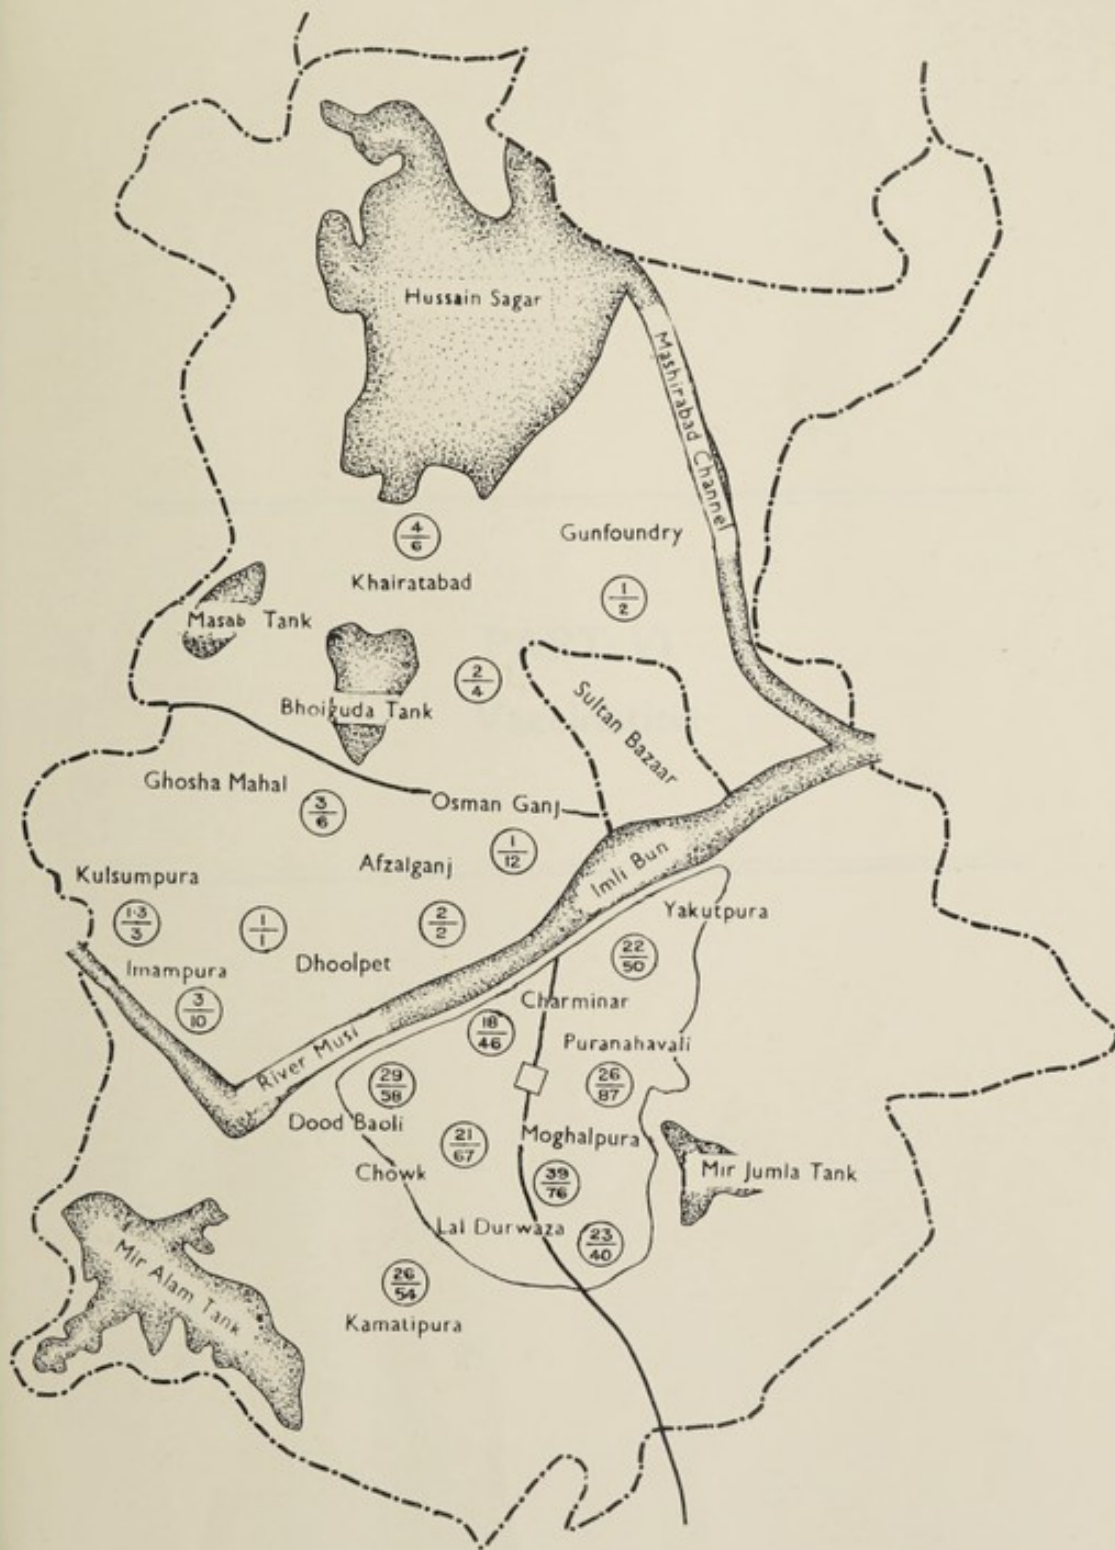 Hussain Sagar
Mashirabad Channel
4
6
Gunfoundry
Khairatabad
1
2
Masab Tank
2
4
Bhoiguda Tank
Sultan Bazaar
Ghosha Mahal
3
6
Osman Ganj
1
12
Afzalganj
Imli Bun
Kulsumpura
Yakutpura
1·3
3
1
1
2
2
22
50
Imampura
Dhoolpet
3
10
Charminar
18
46
River Musi
Puranahavali
29
58
26
87
Dood Baoli
21
67
Moghalpura
Chowk
Mir Jumla Tank
39
76
Lal Durwaza
23
40
Mir Alam Tank
26
54
Kamatipura